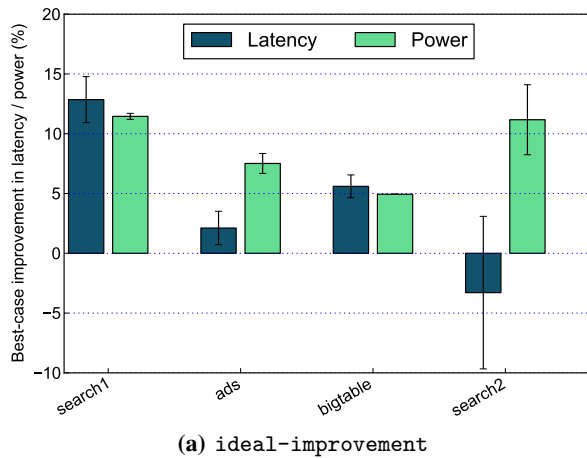 Best-case improvement in latency / power (%)
20
15
10
5
0
−5
−10
Latency
Power
search1
ads
bigtable
search2
(a) ideal-improvement